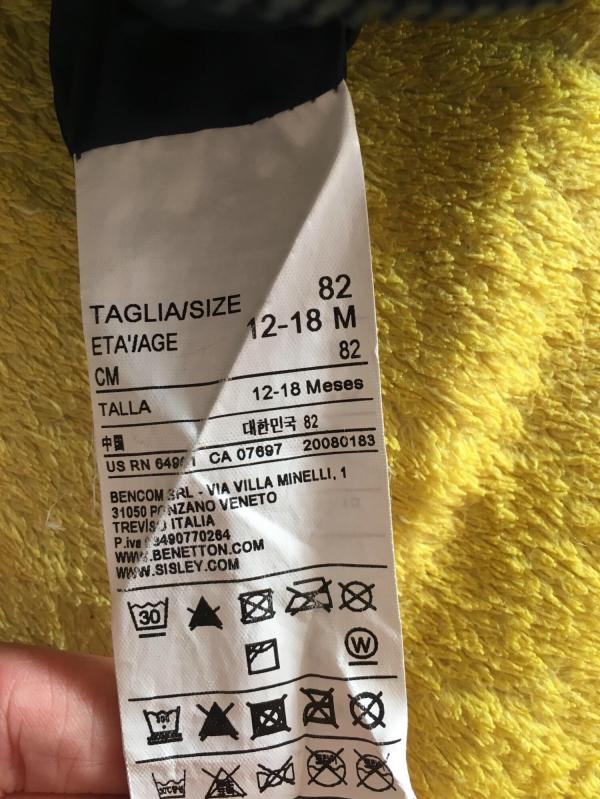 TAGLIA/SIZE 82
ETA'/AGE 12-18 M
CM 82
TALLA 12-18 Meses
中国 대한민국 82
US RN CA 07697 20080183
BENCOM SRL - VIA VILLA MINELLI, 1
31050 PONZANO VENETO
TREVISO ITALIA
P.iva
WWW.BENETTON.COM
WWW.SISLEY.COM
30
W